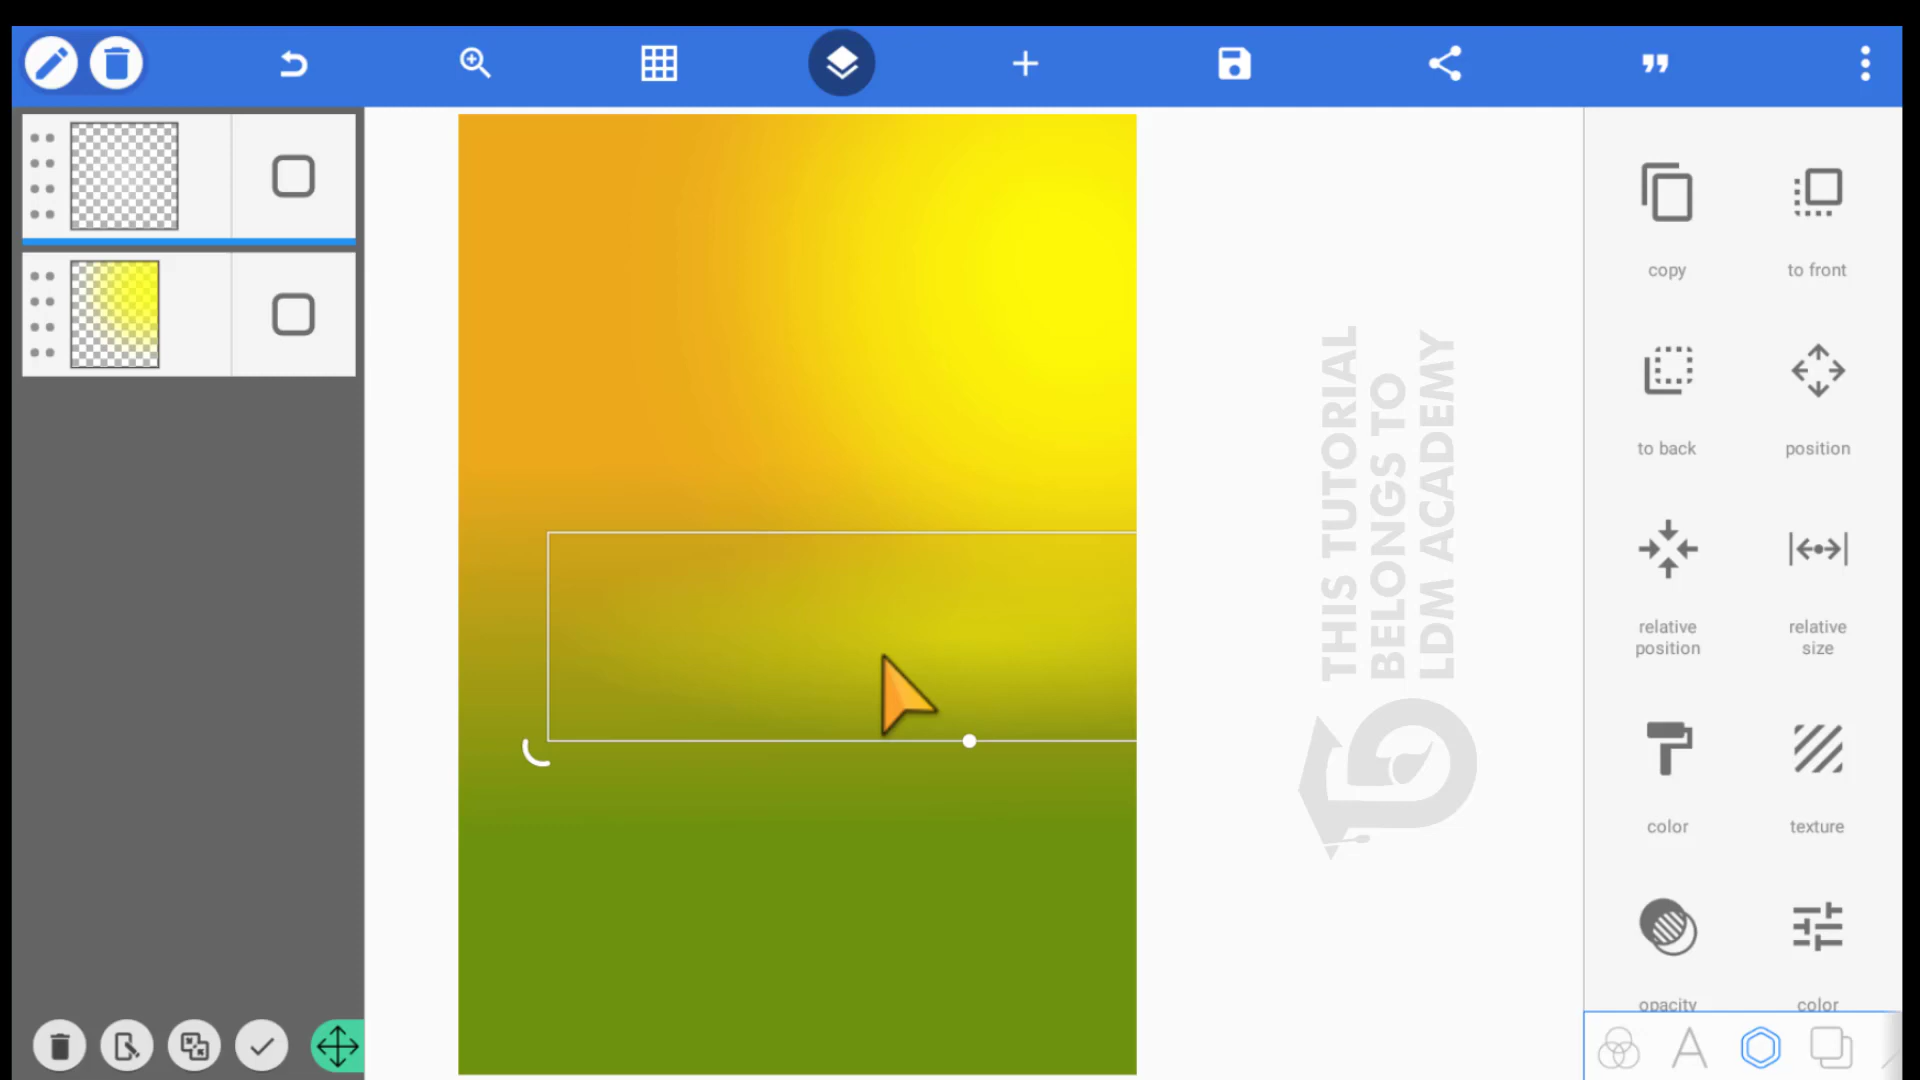 copy
to front
to back
position
relative
position
relative
size
color
texture
opacity
color
THIS TUTORIAL
BELONGS TO
LDM ACADEMY